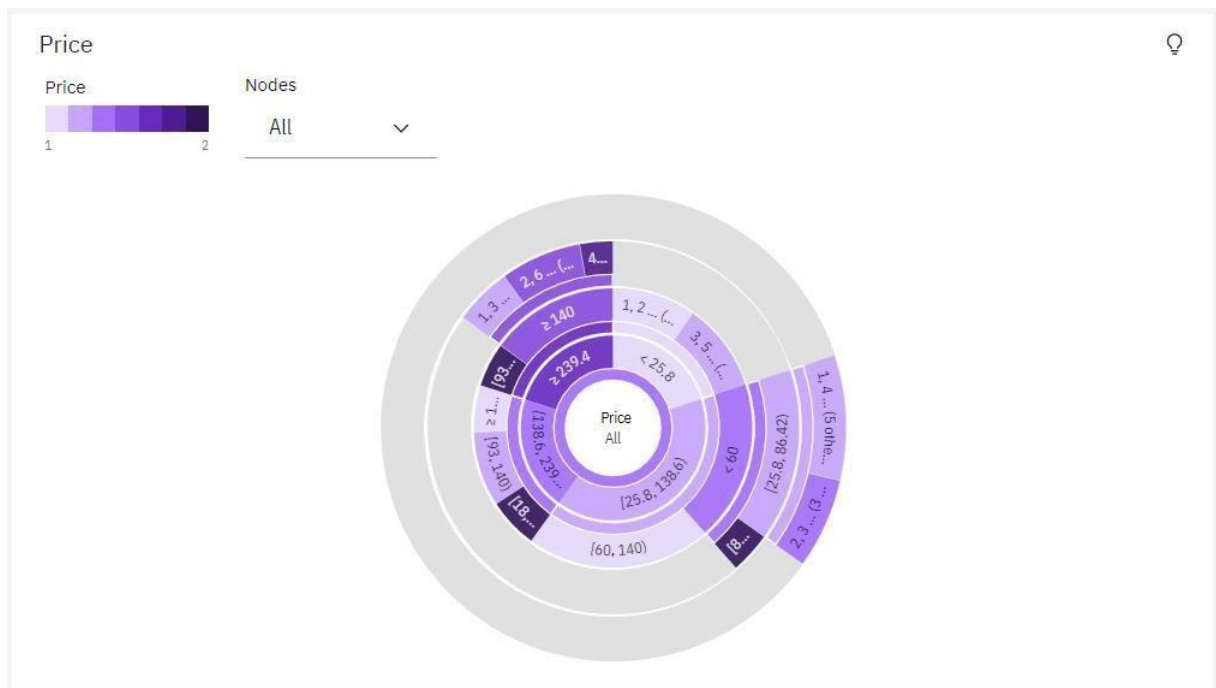 Price
Price
1 2
Nodes
All
4...
2, 6 ... (...
1, 3 ...
≥ 140
1, 2 ... (...
3, 5 ... (...
[93...
≥ 239.4
< 25.8
≥ 1...
[138.6, 239...
Price
All
1, 4 ... (5 othe...
[25.8, 86.42)
< 60
[93, 140)
[25.8, 138.6)
[18,...
[60, 140)
[8...
2, 3 ... (3 ...